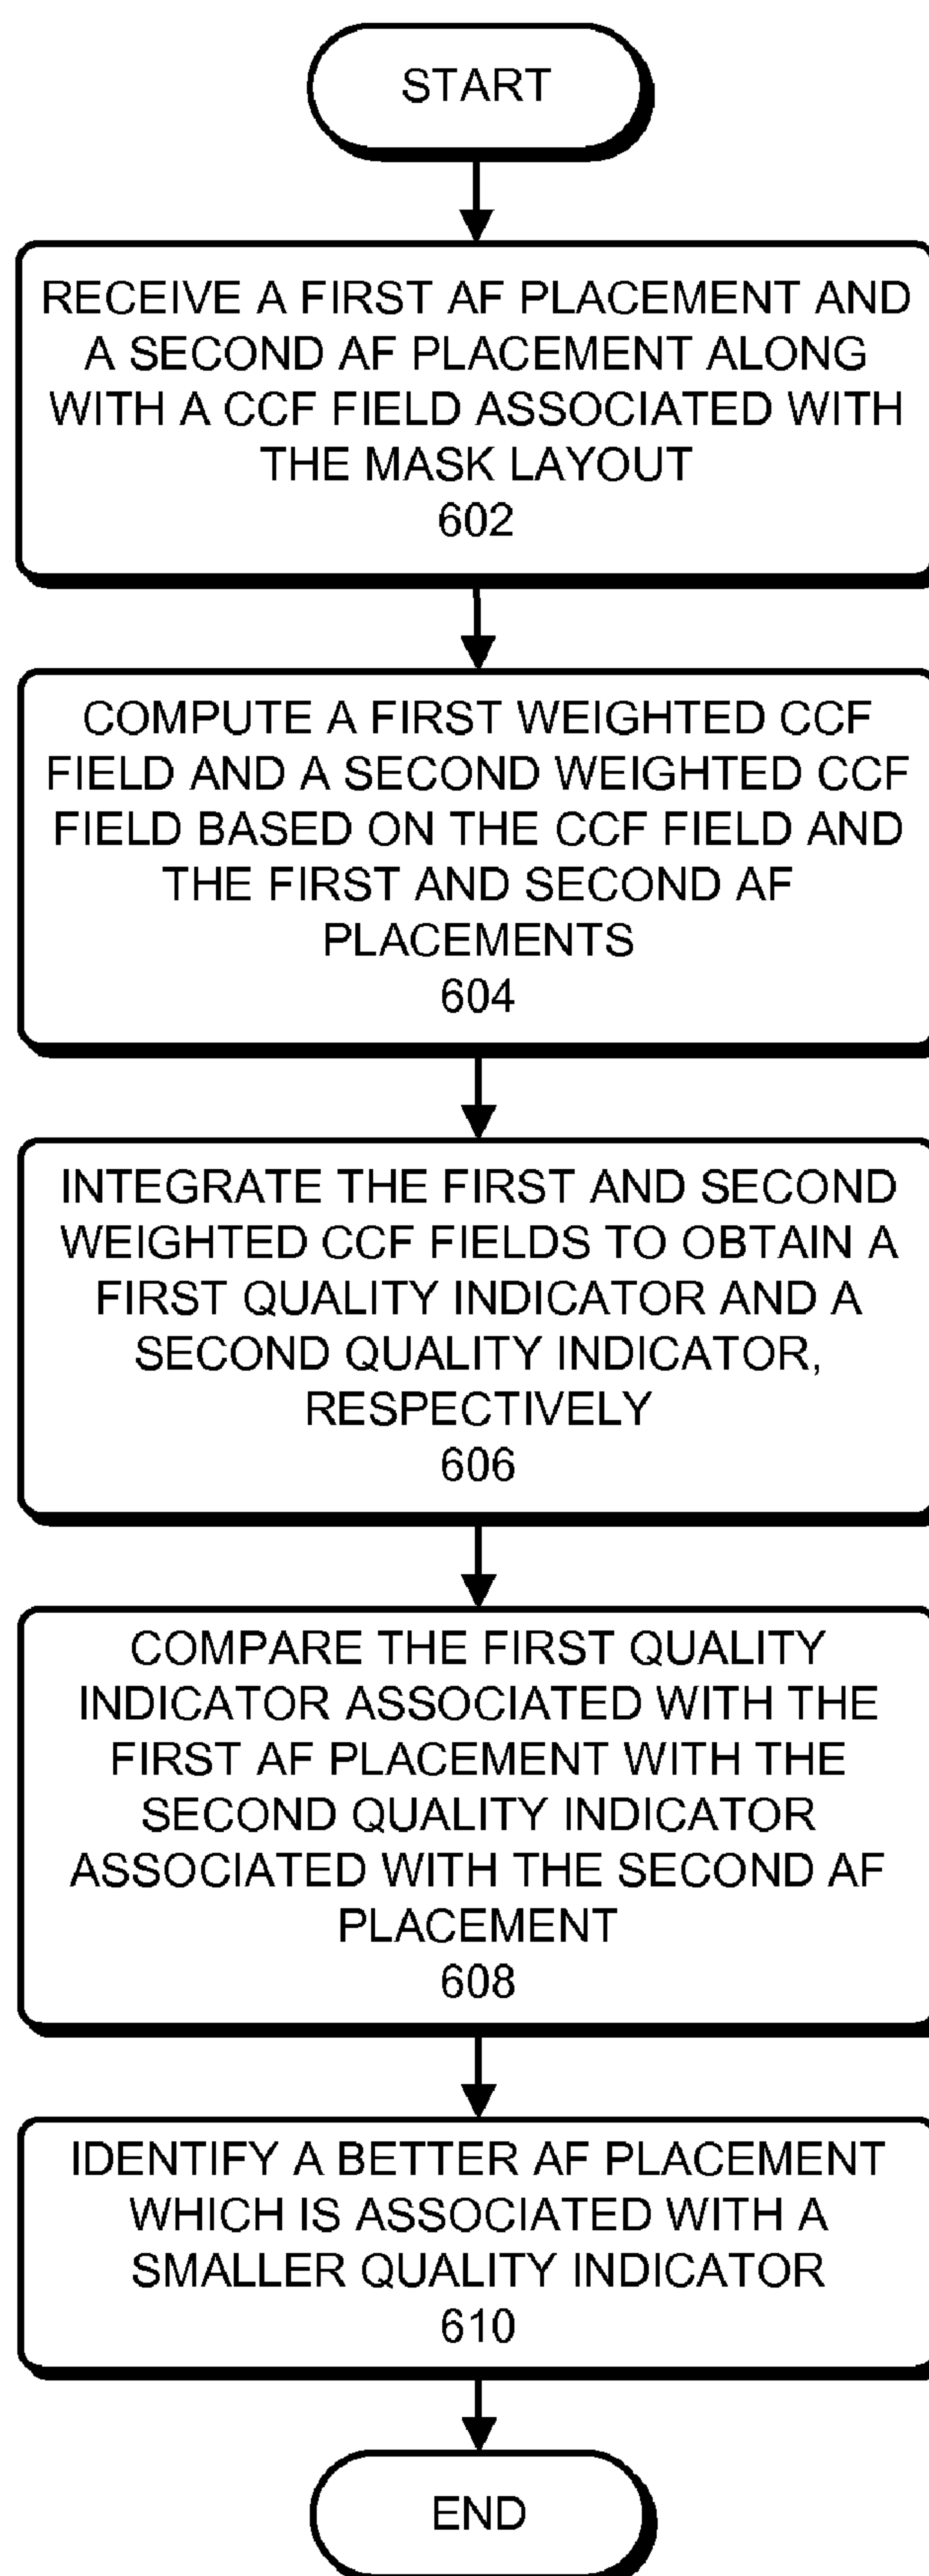 START
RECEIVE A FIRST AF PLACEMENT AND
A SECOND AF PLACEMENT ALONG
WITH A CCF FIELD ASSOCIATED WITH
THE MASK LAYOUT
602
COMPUTE A FIRST WEIGHTED CCF
FIELD AND A SECOND WEIGHTED CCF
FIELD BASED ON THE CCF FIELD AND
THE FIRST AND SECOND AF
PLACEMENTS
604
INTEGRATE THE FIRST AND SECOND
WEIGHTED CCF FIELDS TO OBTAIN A
FIRST QUALITY INDICATOR AND A
SECOND QUALITY INDICATOR,
RESPECTIVELY
606
COMPARE THE FIRST QUALITY
INDICATOR ASSOCIATED WITH THE
FIRST AF PLACEMENT WITH THE
SECOND QUALITY INDICATOR
ASSOCIATED WITH THE SECOND AF
PLACEMENT
608
IDENTIFY A BETTER AF PLACEMENT
WHICH IS ASSOCIATED WITH A
SMALLER QUALITY INDICATOR
610
END